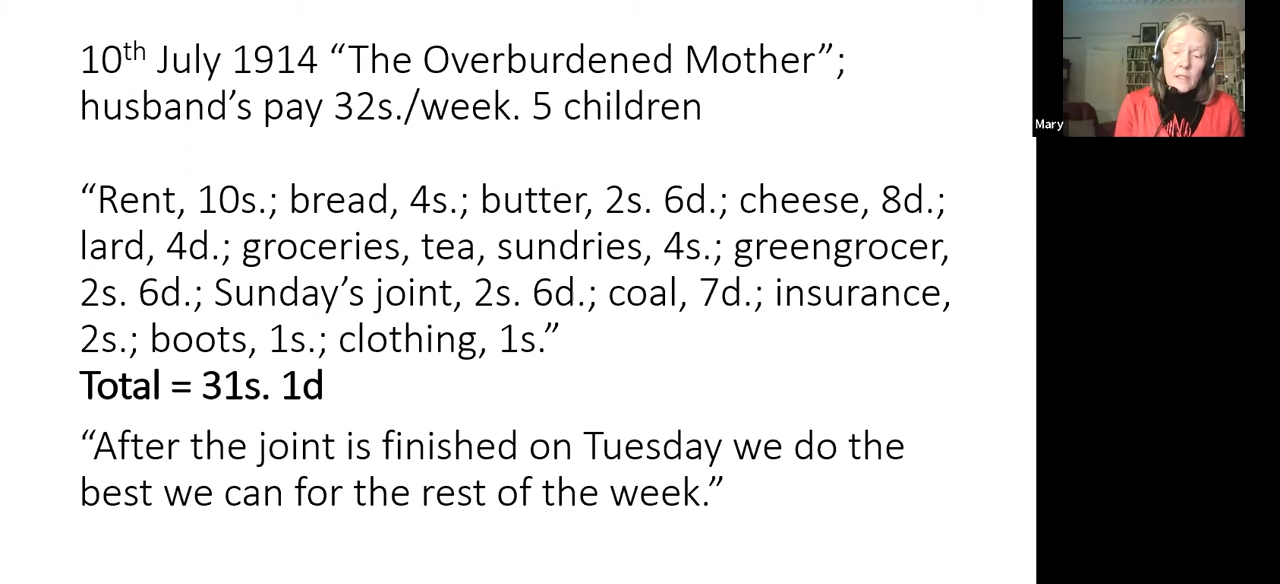 10th July 1914 “The Overburdened Mother”;
husband’s pay 32s./week. 5 children
“Rent, 10s.; bread, 4s.; butter, 2s. 6d.; cheese, 8d.;
lard, 4d.; groceries, tea, sundries, 4s.; greengrocer,
2s. 6d.; Sunday’s joint, 2s. 6d.; coal, 7d.; insurance,
2s.; boots, 1s.; clothing, 1s.”
Total = 31s. 1d
“After the joint is finished on Tuesday we do the
best we can for the rest of the week.”
Mary